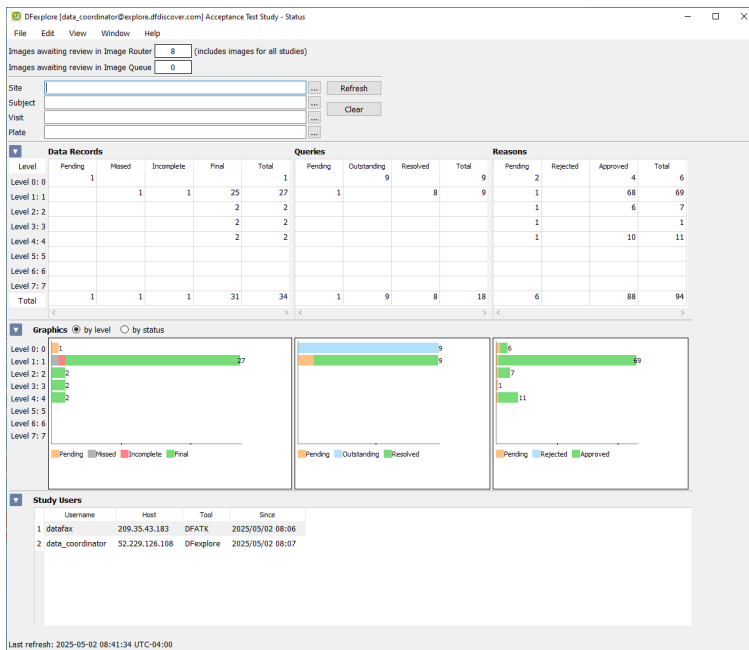 DFexplore [data_coordinator@explore.dfdiscover.com] Acceptance Test Study - Status
File Edit View Window Help
Images awaiting review in Image Router 8 (includes images for all studies)
Images awaiting review in Image Queue 0
Site ... Refresh
Subject ...
Clear
Visit ...
Plate ...
Data Records Queries Reasons
Level Pending Missed Incomplete Final Total Pending Outstanding Resolved Total Pending Rejected Approved Total
Level 0: 0 1 1 9 9 2 4 6
Level 1: 1 1 1 25 27 1 8 9 1 68 69
Level 2: 2 2 2 1 6 7
Level 3: 3 2 2 1 1
Level 4: 4 2 2 1 10 11
Level 5: 5
Level 6: 6
Level 7: 7
Total 1 1 1 31 34 1 9 8 18 6 88 94
Graphics by level by status
Level 0: 0 1 9 6
Level 1: 1 27 9 69
Level 2: 2 2 7
Level 3: 3 2 1
Level 4: 4 2 11
Level 5: 5
Level 6: 6
Level 7: 7
Pending Missed Incomplete Final Pending Outstanding Resolved Pending Rejected Approved
Study Users
Username Host Tool Since
1 datafax 209.35.43.183 DFATK 2025/05/02 08:06
2 data_coordinator 52.229.126.108 DFexplore 2025/05/02 08:07
Last refresh: 2025-05-02 08:41:34 UTC-04:00